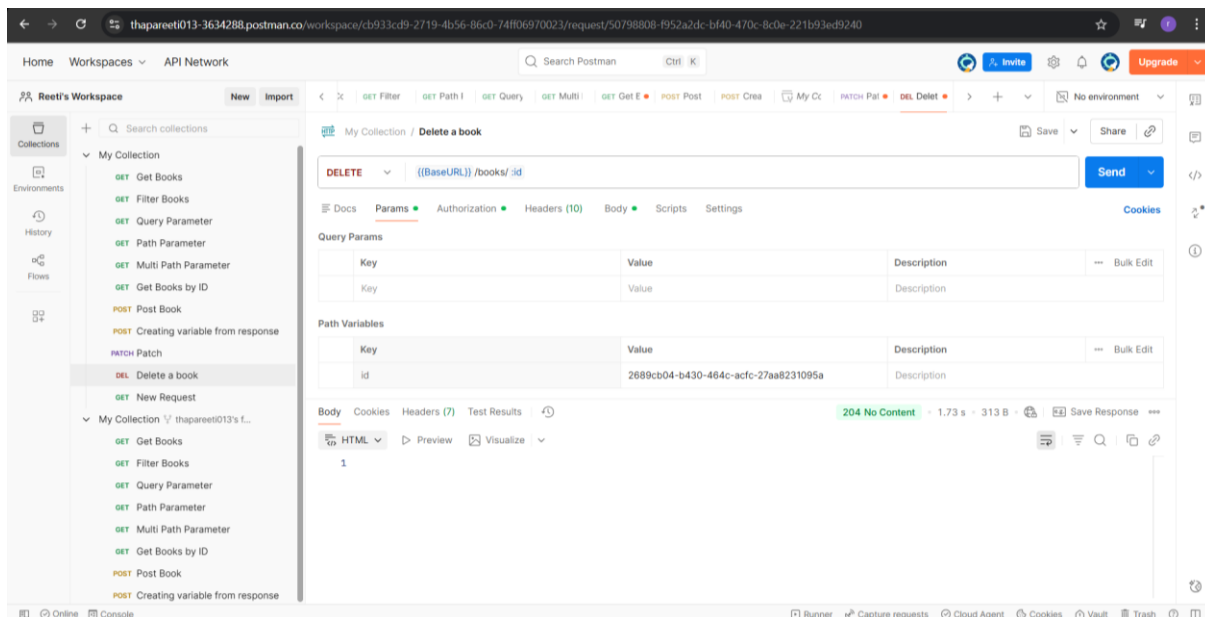 thapareeti013-3634288.postman.co/workspace/cb933cd9-2719-4b56-86c0-74ff06970023/request/50798808-f952a2dc-bf40-470c-8c0e-221b93ed9240
Home Workspaces API Network Search Postman Ctrl K Invite Upgrade
Reeti's Workspace New Import
GET Filter GET Path I GET Query GET Multi GET Get E POST Post POST Crea My Cc PATCH Pat DEL Delet No environment
Collections
Environments
History
Flows
Search collections
My Collection
GET Get Books
GET Filter Books
GET Query Parameter
GET Path Parameter
GET Multi Path Parameter
GET Get Books by ID
POST Post Book
POST Creating variable from response
PATCH Patch
DEL Delete a book
GET New Request
My Collection thapareeti013's f...
GET Get Books
GET Filter Books
GET Query Parameter
GET Path Parameter
GET Multi Path Parameter
GET Get Books by ID
POST Post Book
POST Creating variable from response
HTTP My Collection / Delete a book Save Share
DELETE {{BaseURL}} /books/ :id Send
Docs Params Authorization Headers (10) Body Scripts Settings Cookies
Query Params
Key Value Description Bulk Edit
Key Value Description
Path Variables
Key Value Description Bulk Edit
id 2689cb04-b430-464c-acfc-27aa8231095a Description
Body Cookies Headers (7) Test Results 204 No Content 1.73 s 313 B Save Response
HTML Preview Visualize
1
Online Console Runner Capture requests Cloud Agent Cookies Vault Trash